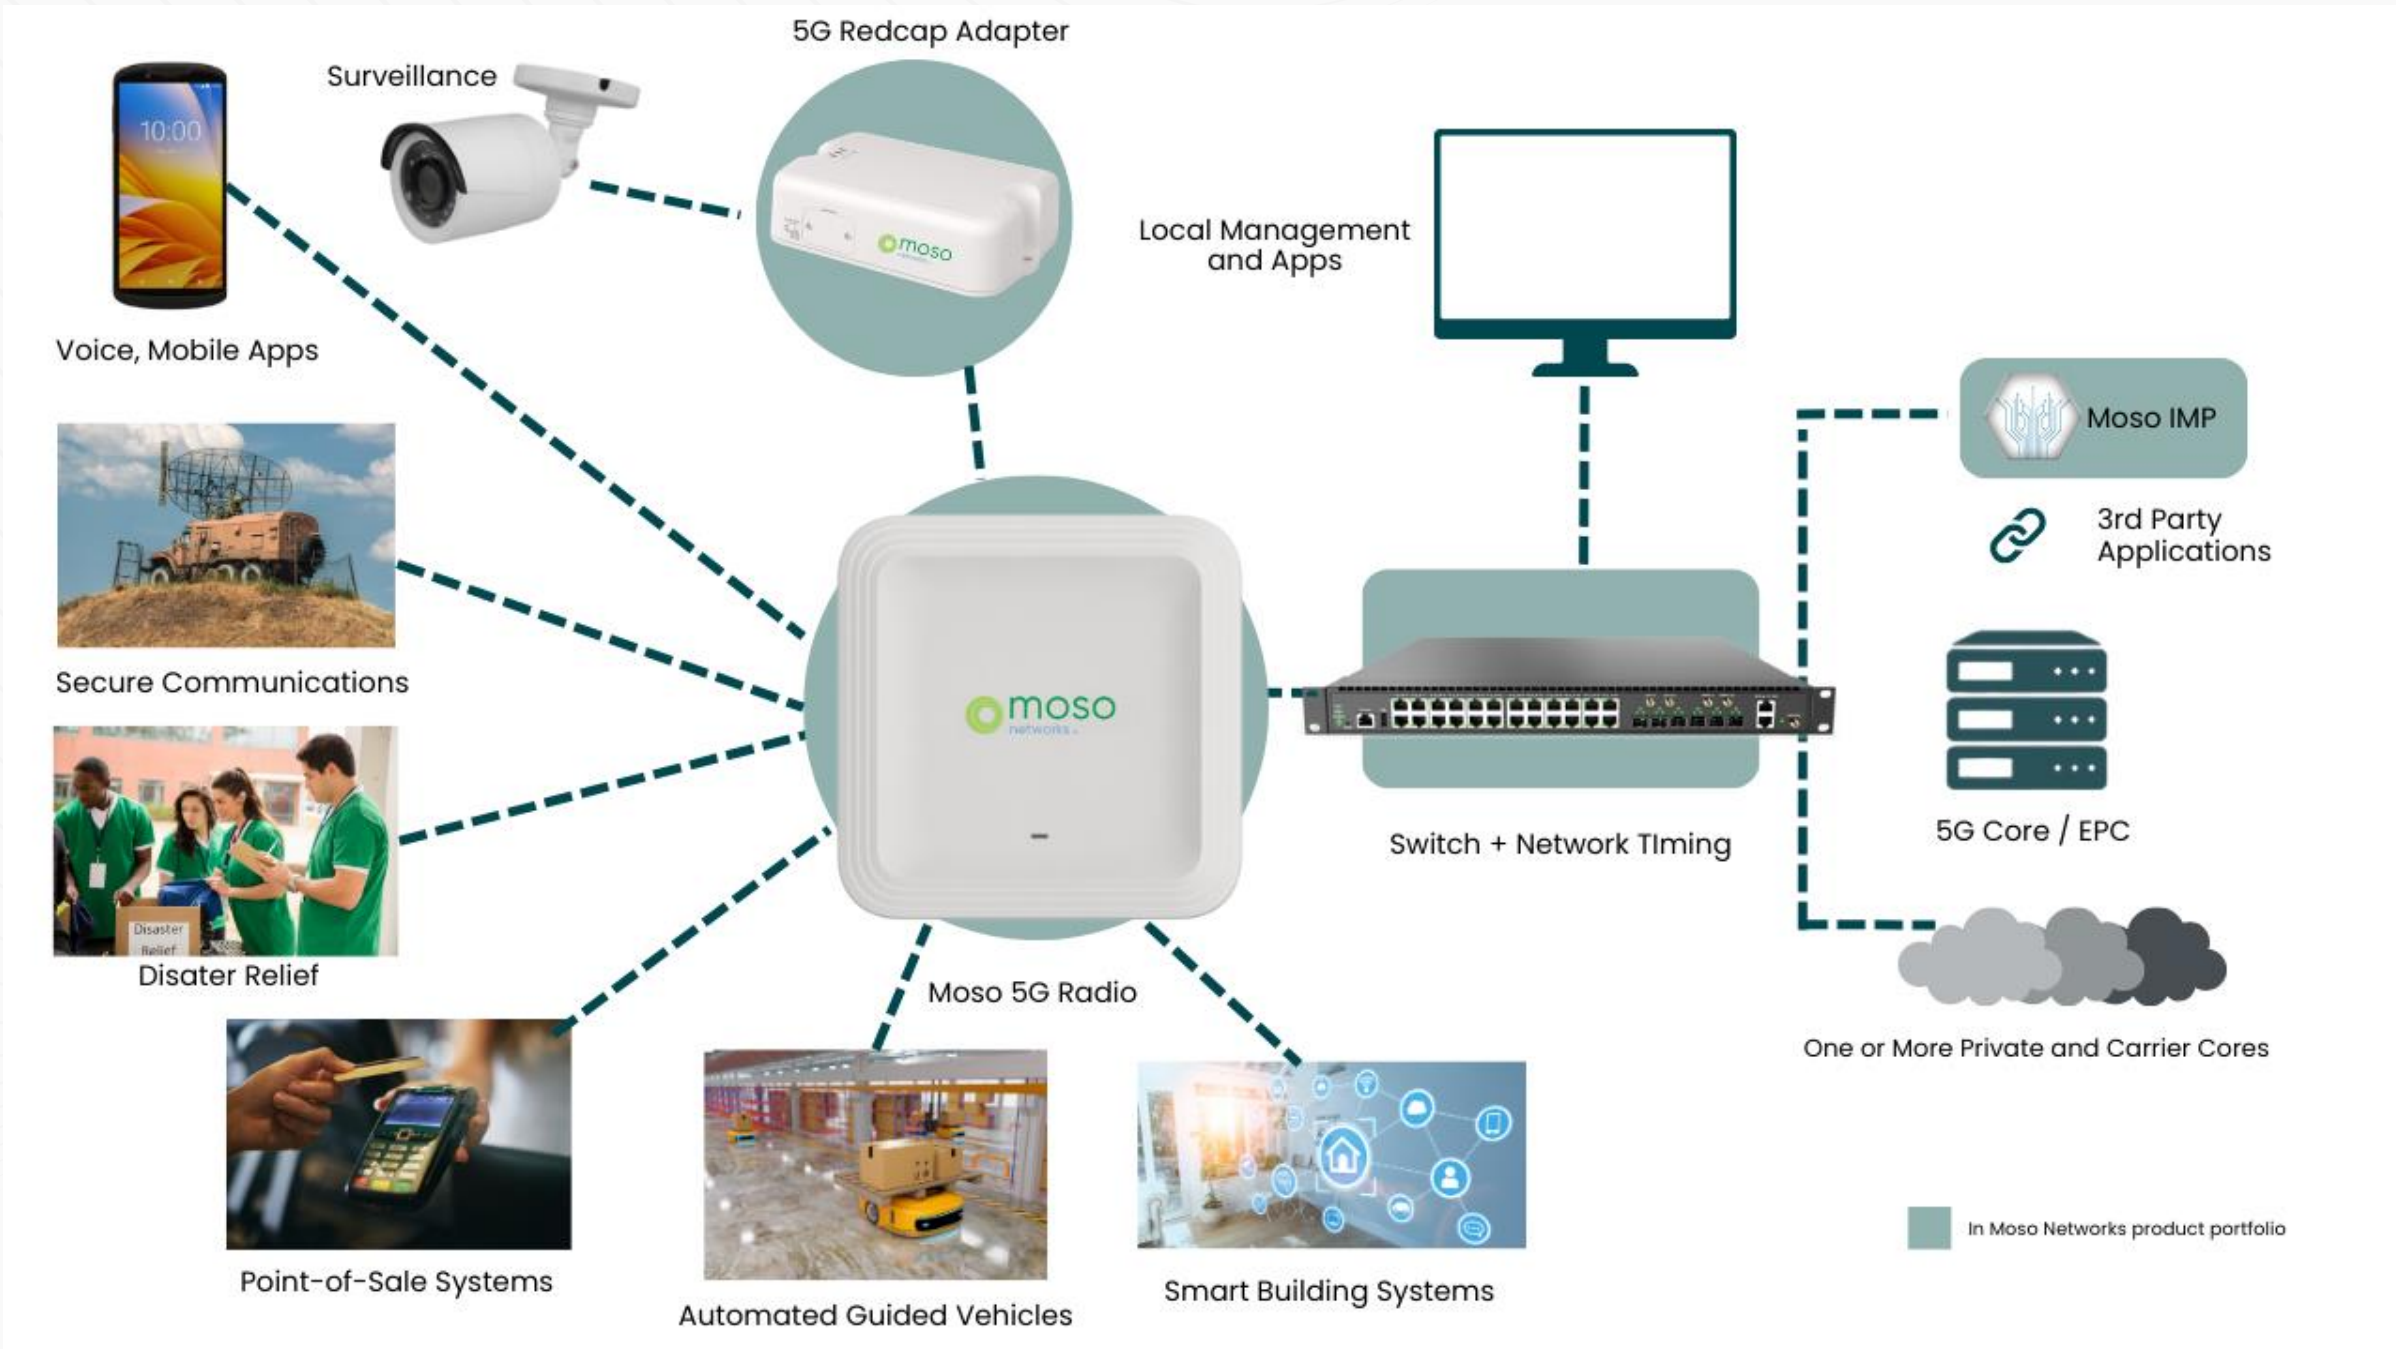 5G Redcap Adapter
Surveillance
10:00
moso
Local Management
and Apps
Voice, Mobile Apps
Moso IMP
3rd Party
Applications
Secure Communications
moso
networks
Switch + Network TIming
5G Core / EPC
Disaster
Relief
Disater Relief
Moso 5G Radio
One or More Private and Carrier Cores
In Moso Networks product portfolio
Point-of-Sale Systems
Smart Building Systems
Automated Guided Vehicles